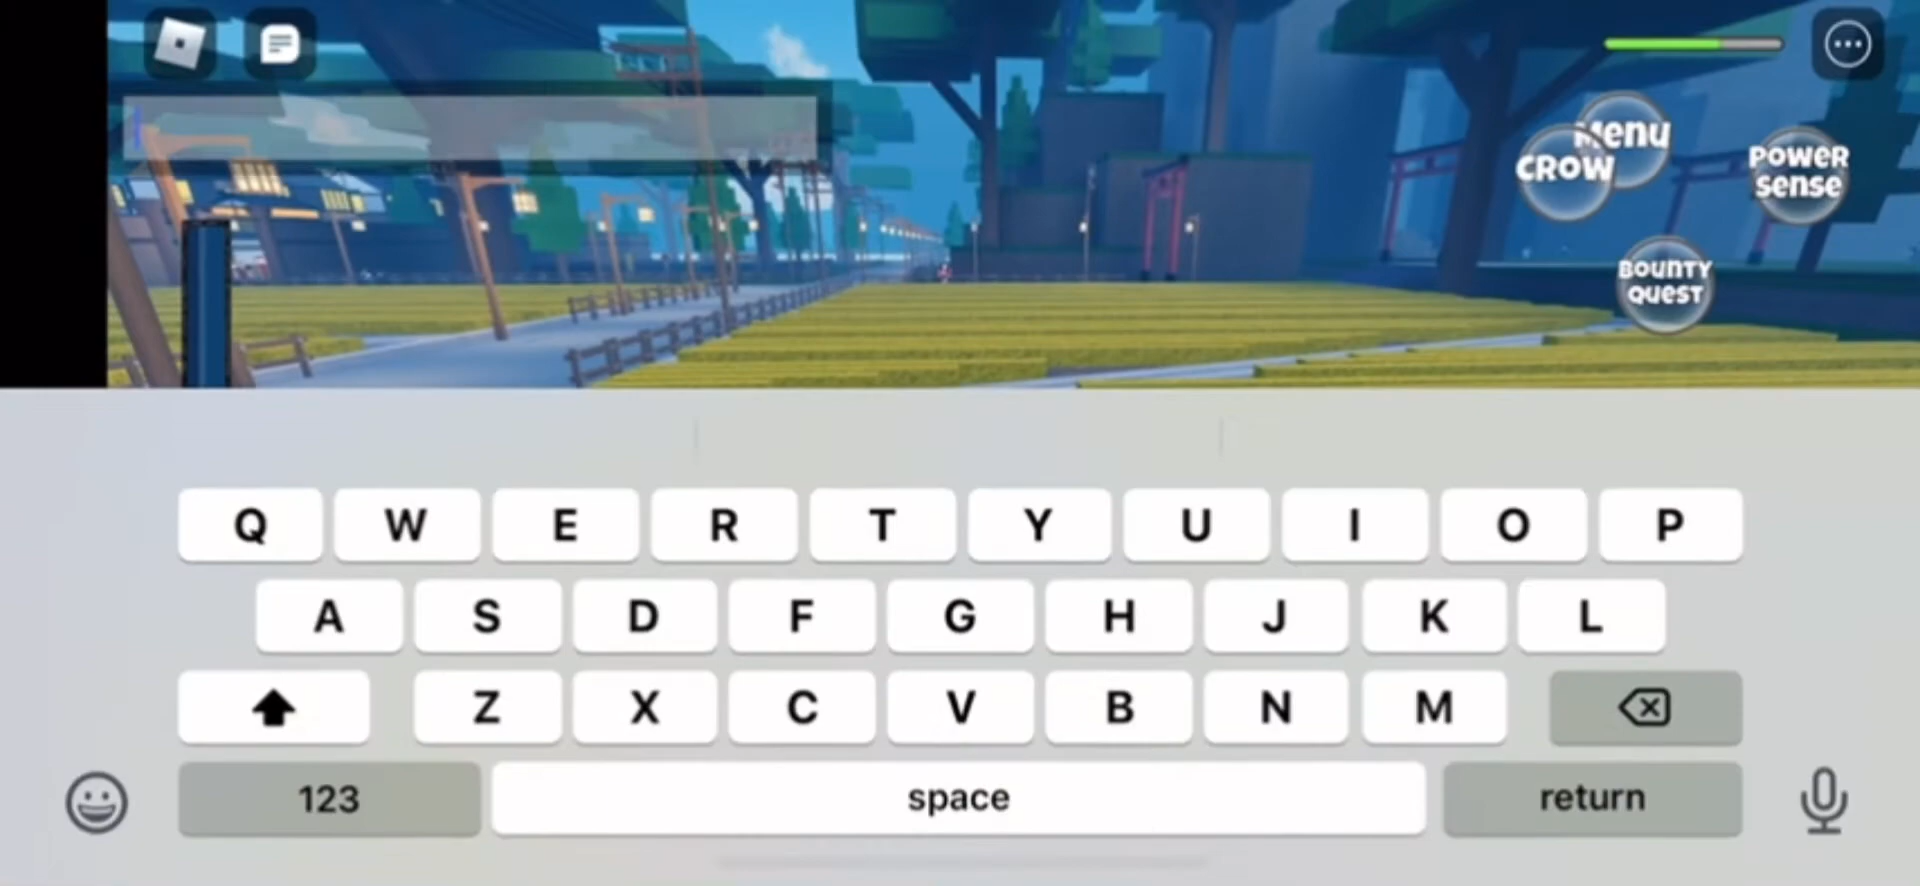 Menu
CROW
POWER
sense
BOUNTY
QUEST
Q W E R T Y U I O P
A S D F G H J K L
Z X C V B N M
123 space return